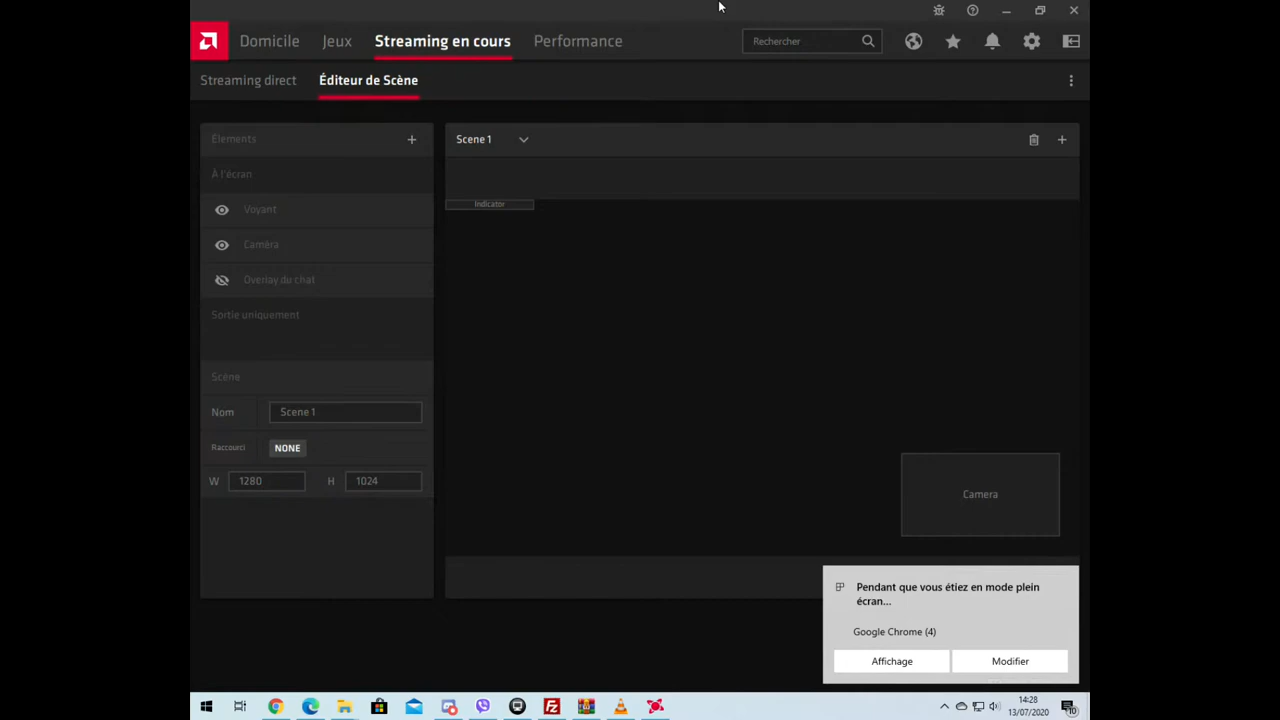 Domicile
Jeux
Streaming en cours
Performance
Rechercher
Streaming direct
Éditeur de Scène
Elements
À l'écran
Voyant
Caméra
Overlay du chat
Sortie uniquement
Scène
Nom
Scene 1
Raccourci
NONE
W
1280
H
1024
Scene 1
Indicator
Camera
Pendant que vous étiez en mode plein
écran...
Google Chrome (4)
Affichage
Modifier
14:28
13/07/2020
10